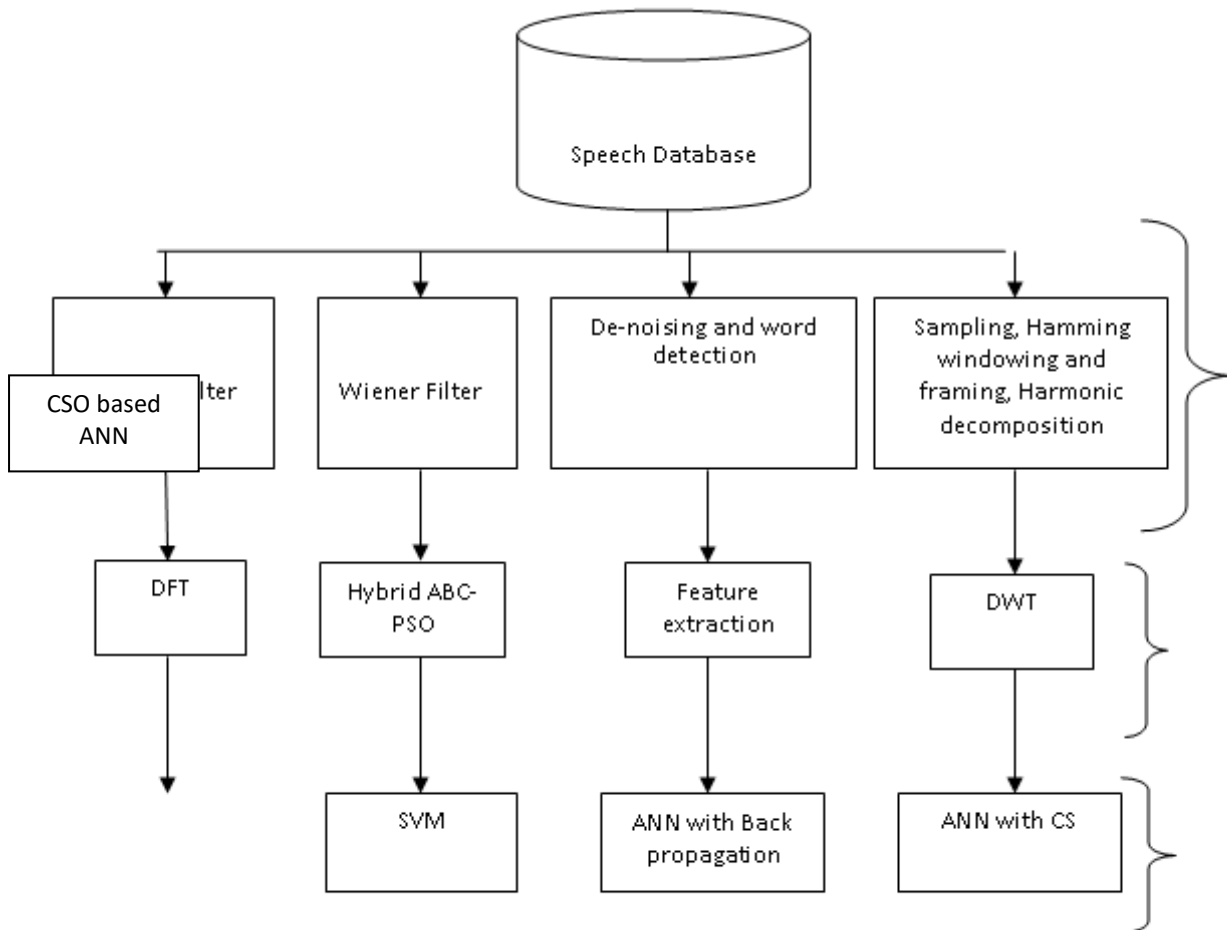 Speech Database
lter
CSO based
ANN
Wiener Filter
De-noising and word
detection
Sampling, Hamming
windowing and
framing, Harmonic
decomposition
DFT
Hybrid ABC-
PSO
Feature
extraction
DWT
SVM
ANN with Back
propagation
ANN with CS